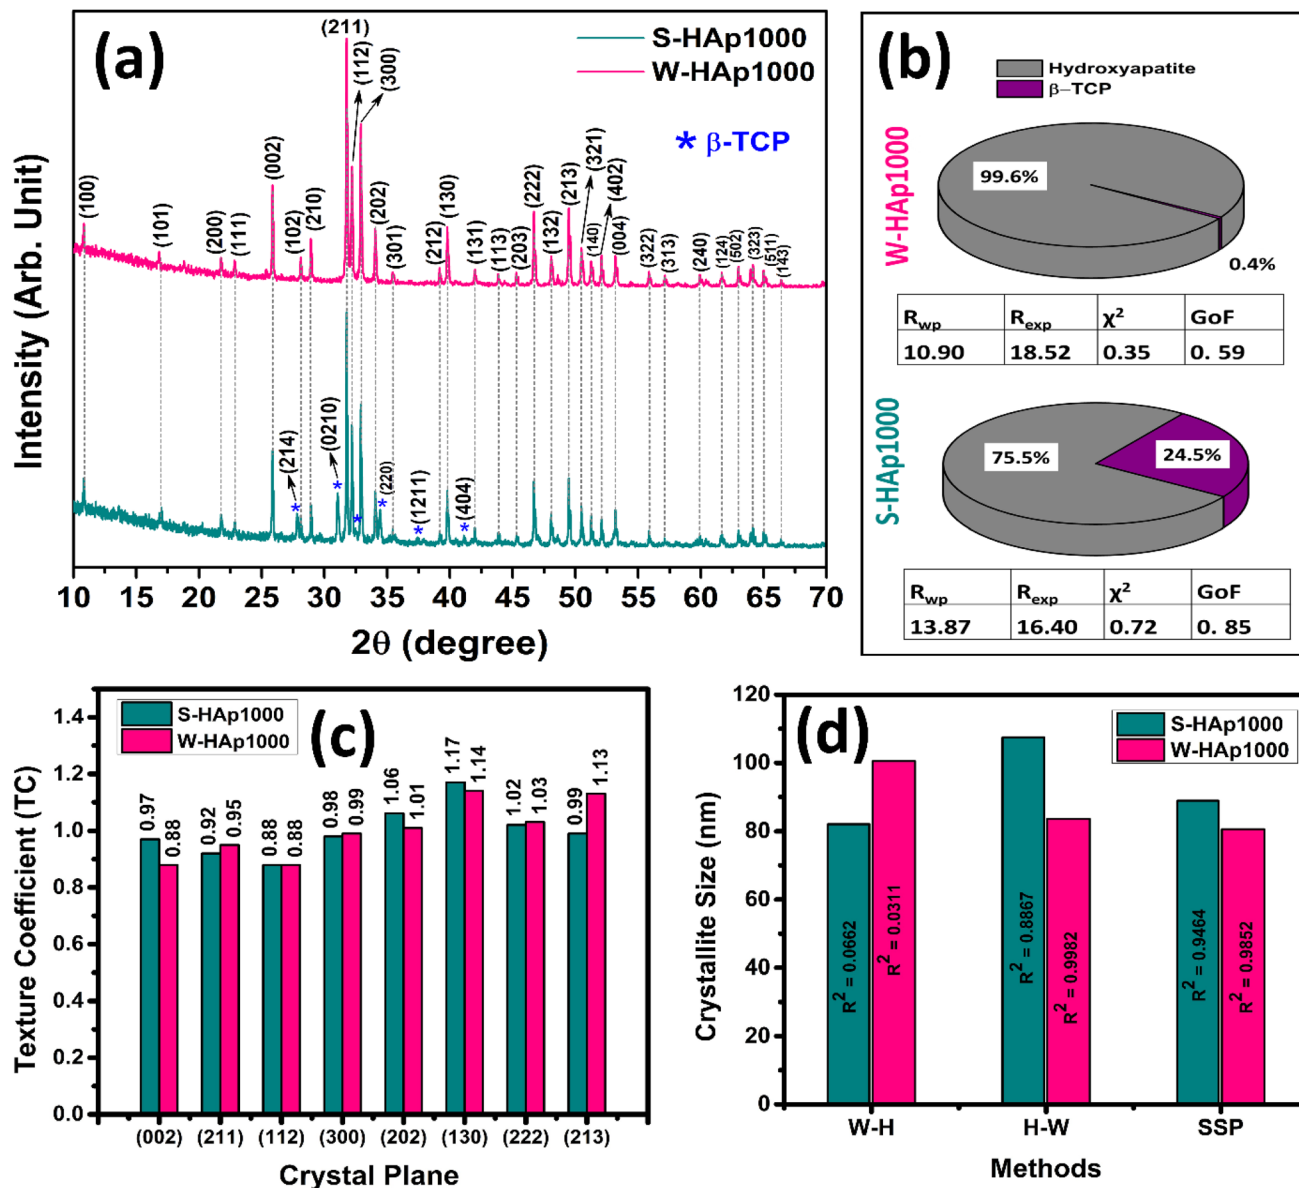 (a)
S-HAp1000
W-HAp1000
* β-TCP
(100)
(101)
(200)
(111)
(002)
(102)
(210)
(211)
(112)
(300)
(202)
(301)
(212)
(130)
(131)
(113)
(203)
(222)
(132)
(213)
(321)
(140)
(402)
(004)
(322)
(313)
(240)
(124)
(502)
(323)
(511)
(143)
(214)
(0210)
(220)
(1211)
(404)
* * * * * *
Intensity (Arb. Unit)
10 15 20 25 30 35 40 45 50 55 60 65 70
2θ (degree)
(b)
Hydroxyapatite
β−TCP
W-HAp1000
99.6%
0.4%
Rwp Rexp χ² GoF
10.90 18.52 0.35 0. 59
S-HAp1000
75.5%
24.5%
Rwp Rexp χ² GoF
13.87 16.40 0.72 0. 85
(c)
S-HAp1000
W-HAp1000
Texture Coefficient (TC)
1.4
1.2
1.0
0.8
0.6
0.4
0.2
0.0
0.97 0.88 0.92 0.95 0.88 0.88 0.98 0.99 1.06 1.01 1.17 1.14 1.02 1.03 0.99 1.13
(002) (211) (112) (300) (202) (130) (222) (213)
Crystal Plane
(d)
S-HAp1000
W-HAp1000
Crystallite Size (nm)
120
100
80
60
40
20
0
R² = 0.0662
R² = 0.0311
R² = 0.8867
R² = 0.9982
R² = 0.9464
R² = 0.9852
W-H H-W SSP
Methods